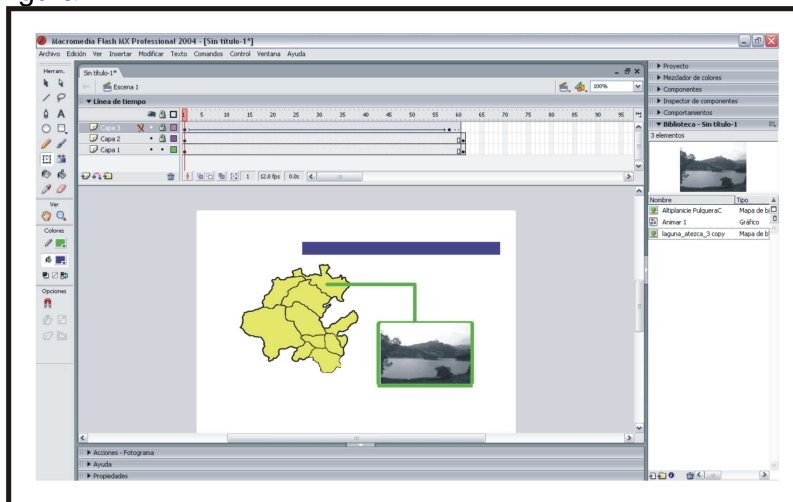 Macromedia Flash MX Professional 2004 - [Sin título-1*]
Archivo Edición Ver Insertar Modificar Texto Comandos Control Ventana Ayuda
Herram.
Ver
Colores
Opciones
Sin título-1*
Escena 1
100%
Línea de tiempo
1 5 10 15 20 25 30 35 40 45 50 55 60 65 70 75 80 85 90 95
Capa 3
Capa 2
Capa 1
1 12.0 fps 0.0s
Acciones - Fotograma
Ayuda
Propiedades
Proyecto
Mezclador de colores
Componentes
Inspector de componentes
Comportamientos
Biblioteca - Sin título-1
3 elementos
Nombre Tipo
Altiplanicie PulqueraC Mapa de bi
Animar 1 Gráfico
laguna_atezca_3 copy Mapa de b